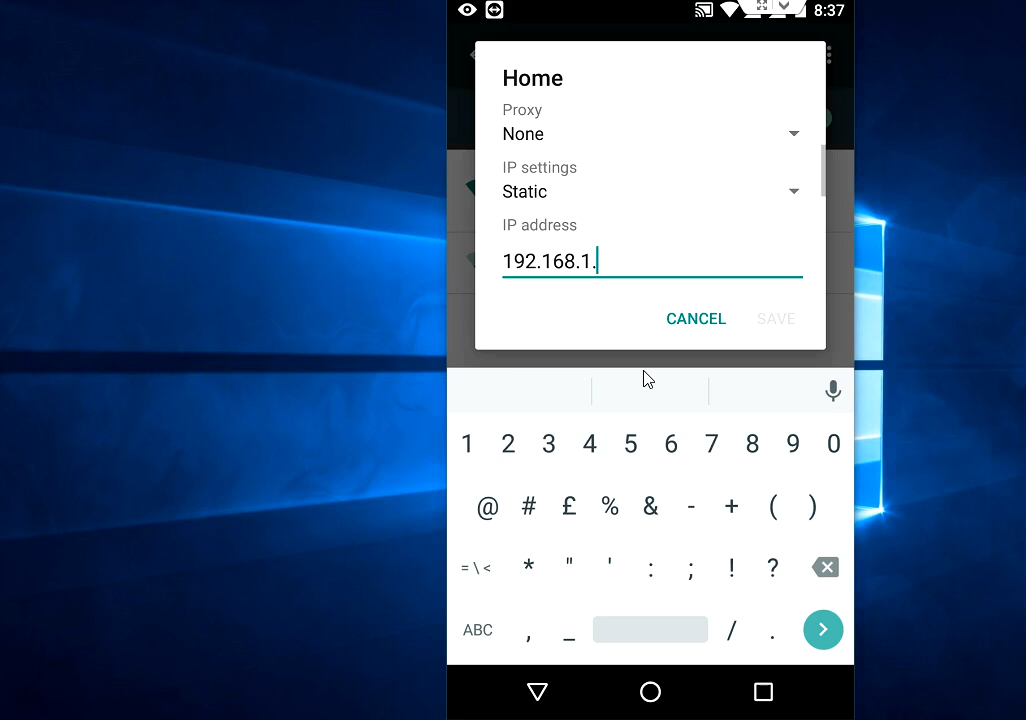 8:37
Home
Proxy
None
IP settings
Static
IP address
192.168.1.
CANCEL SAVE
1 2 3 4 5 6 7 8 9 0
@ # £ % & - + ( )
= \ < * " ' : ; ! ?
ABC , _ / .